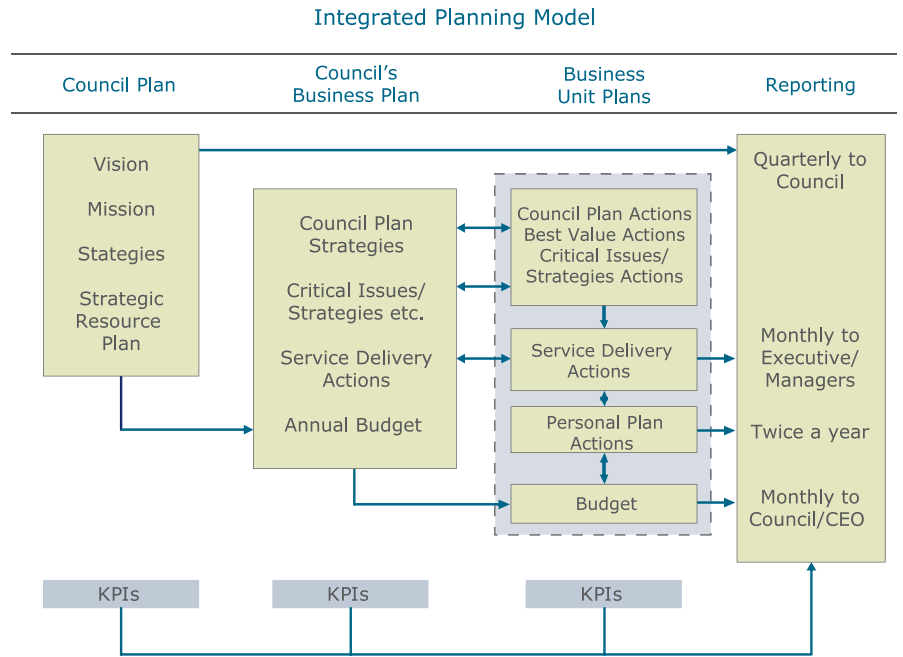 Integrated Planning Model
Council Plan
Council's
Business Plan
Business
Unit Plans
Reporting
Vision
Mission
Stategies
Strategic
Resource
Plan
Council Plan
Strategies
Critical Issues/
Strategies etc.
Service Delivery
Actions
Annual Budget
Council Plan Actions
Best Value Actions
Critical Issues/
Strategies Actions
Service Delivery
Actions
Personal Plan
Actions
Budget
Quarterly to
Council
Monthly to
Executive/
Managers
Twice a year
Monthly to
Council/CEO
KPIs
KPIs
KPIs